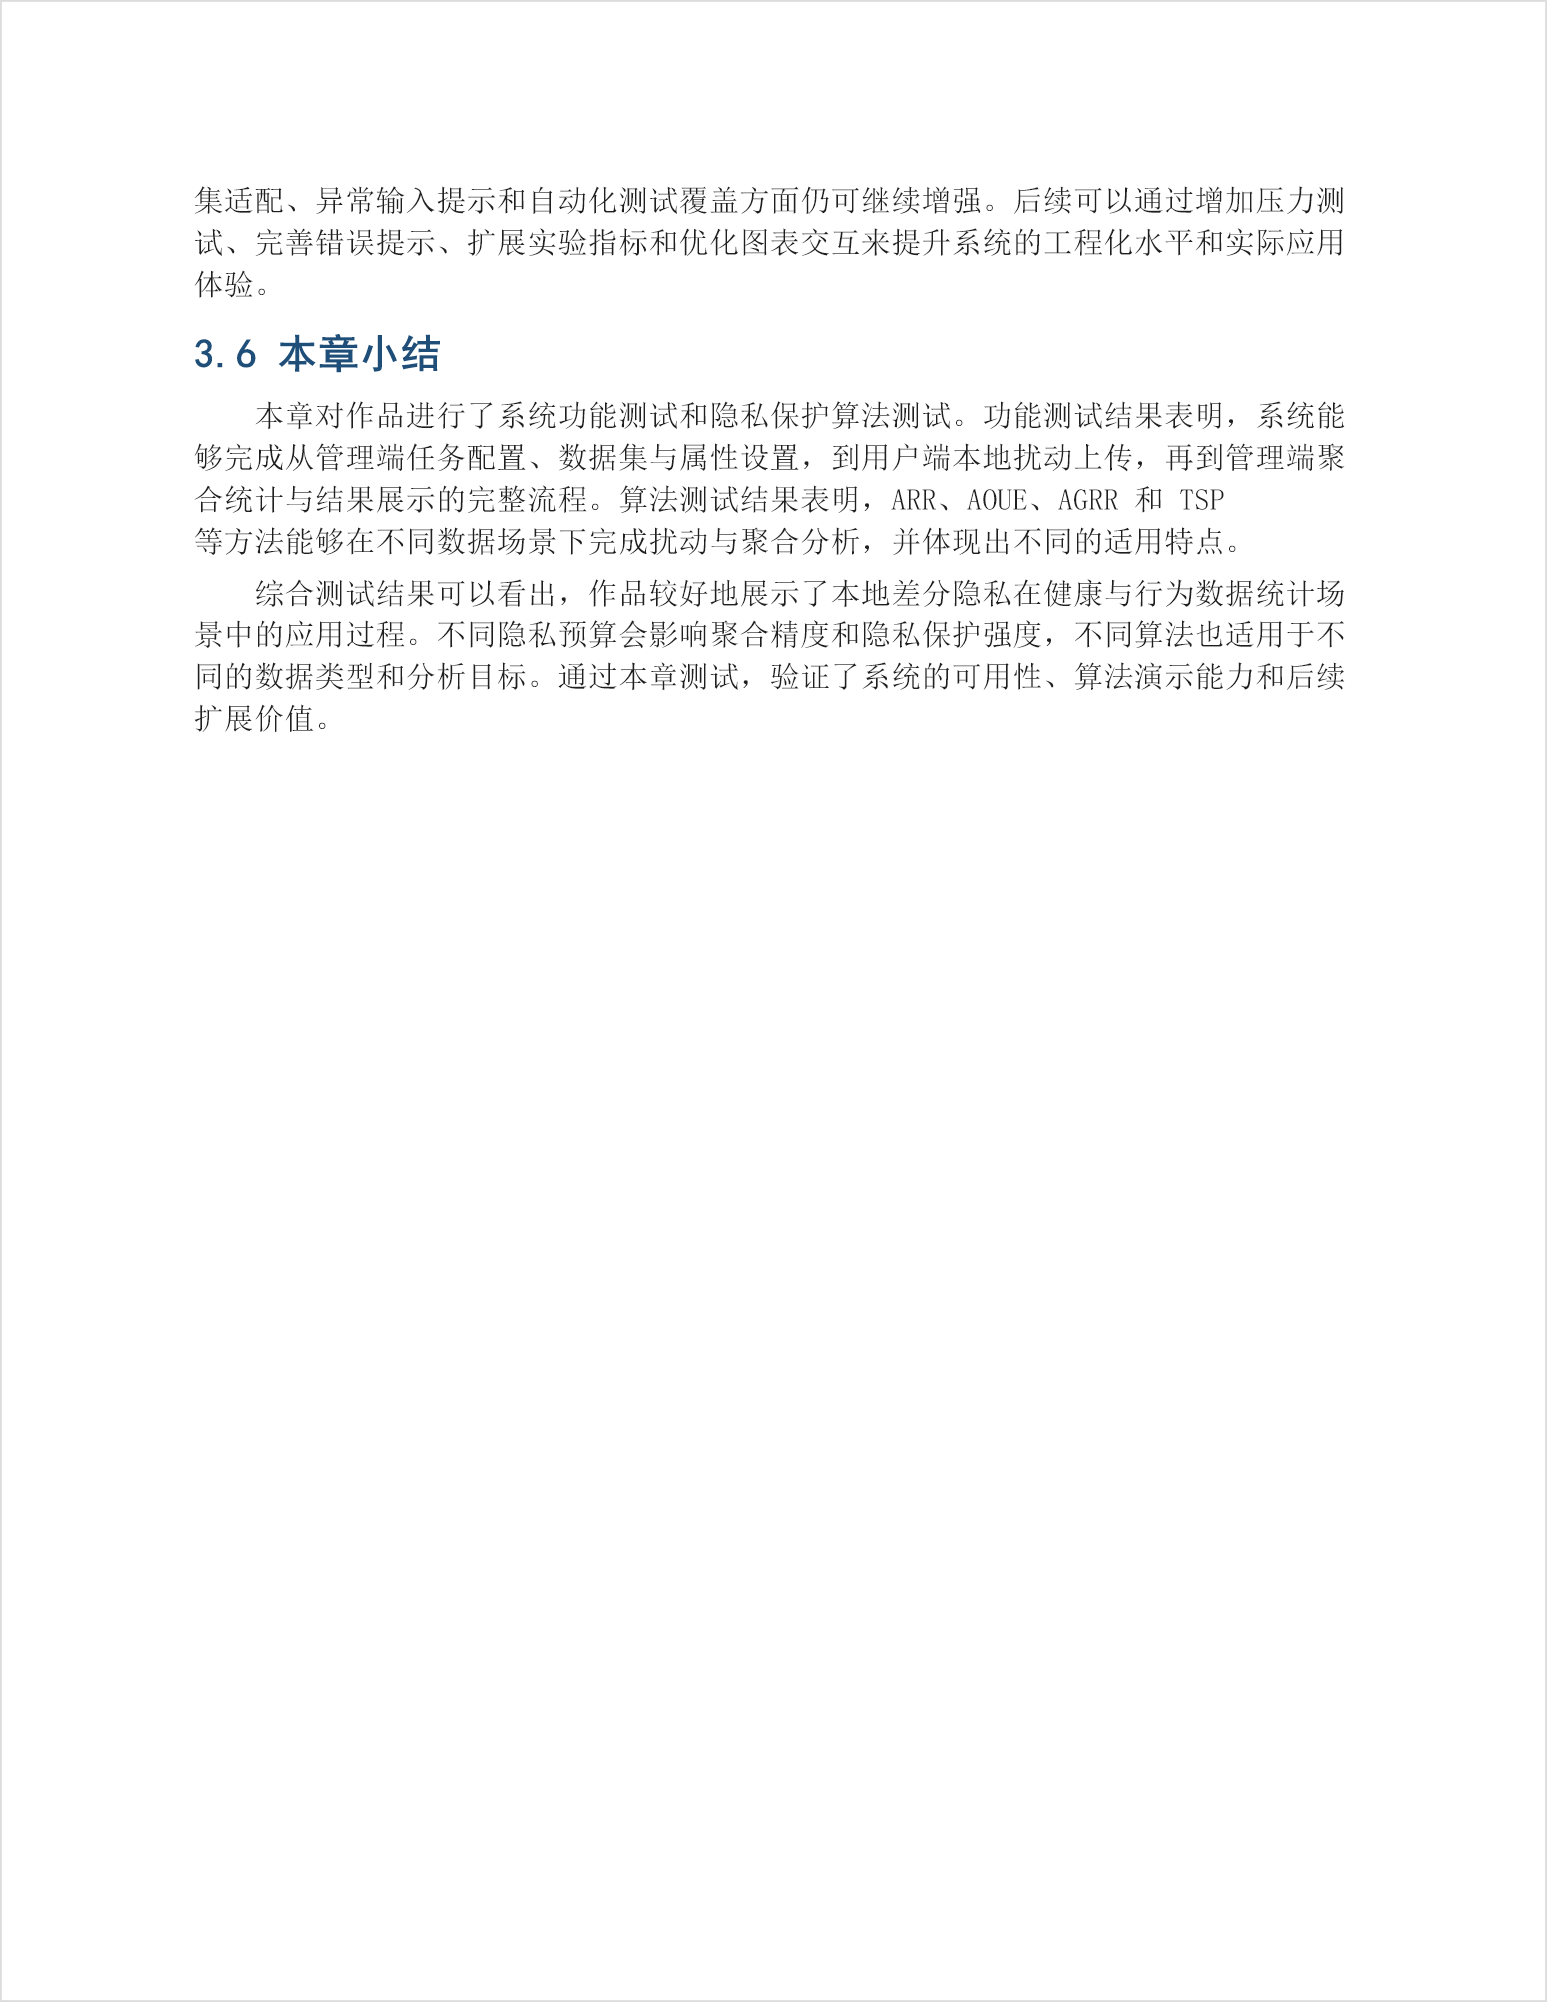 集适配、异常输入提示和自动化测试覆盖方面仍可继续增强。后续可以通过增加压力测
试、完善错误提示、扩展实验指标和优化图表交互来提升系统的工程化水平和实际应用
体验。
3.6 本章小结
本章对作品进行了系统功能测试和隐私保护算法测试。功能测试结果表明，系统能
够完成从管理端任务配置、数据集与属性设置，到用户端本地扰动上传，再到管理端聚
合统计与结果展示的完整流程。算法测试结果表明，ARR、AOUE、AGRR 和 TSP
等方法能够在不同数据场景下完成扰动与聚合分析，并体现出不同的适用特点。
综合测试结果可以看出，作品较好地展示了本地差分隐私在健康与行为数据统计场
景中的应用过程。不同隐私预算会影响聚合精度和隐私保护强度，不同算法也适用于不
同的数据类型和分析目标。通过本章测试，验证了系统的可用性、算法演示能力和后续
扩展价值。